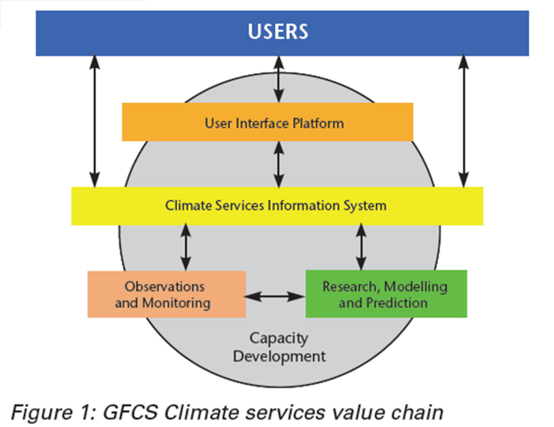 USERS
User Interface Platform
Climate Services Information System
Observations
and Monitoring
Research, Modelling
and Prediction
Capacity
Development
Figure 1: GFCS Climate services value chain